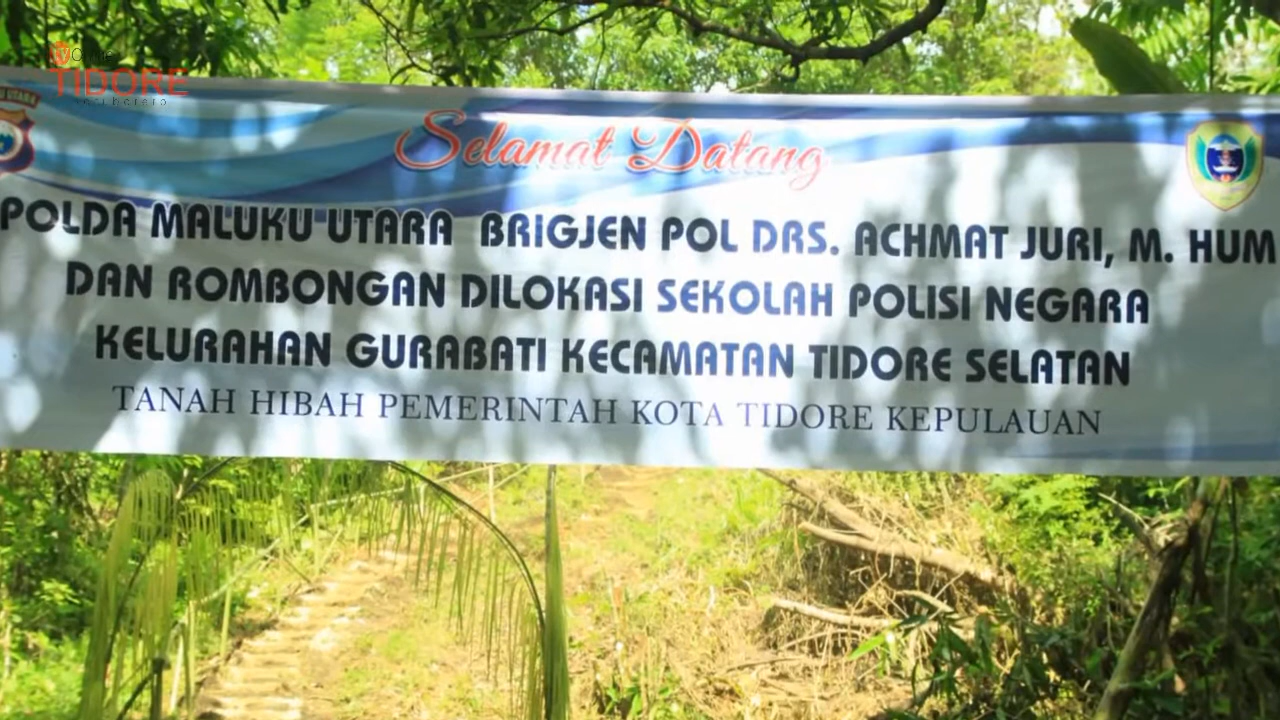 TIDORE
Selamat Datang
POLDA MALUKU UTARA BRIGJEN POL DRS. ACHMAT JURI, M. HUM
DAN ROMBONGAN DILOKASI SEKOLAH POLISI NEGARA
KELURAHAN GURABATI KECAMATAN TIDORE SELATAN
TANAH HIBAH PEMERINTAH KOTA TIDORE KEPULAUAN